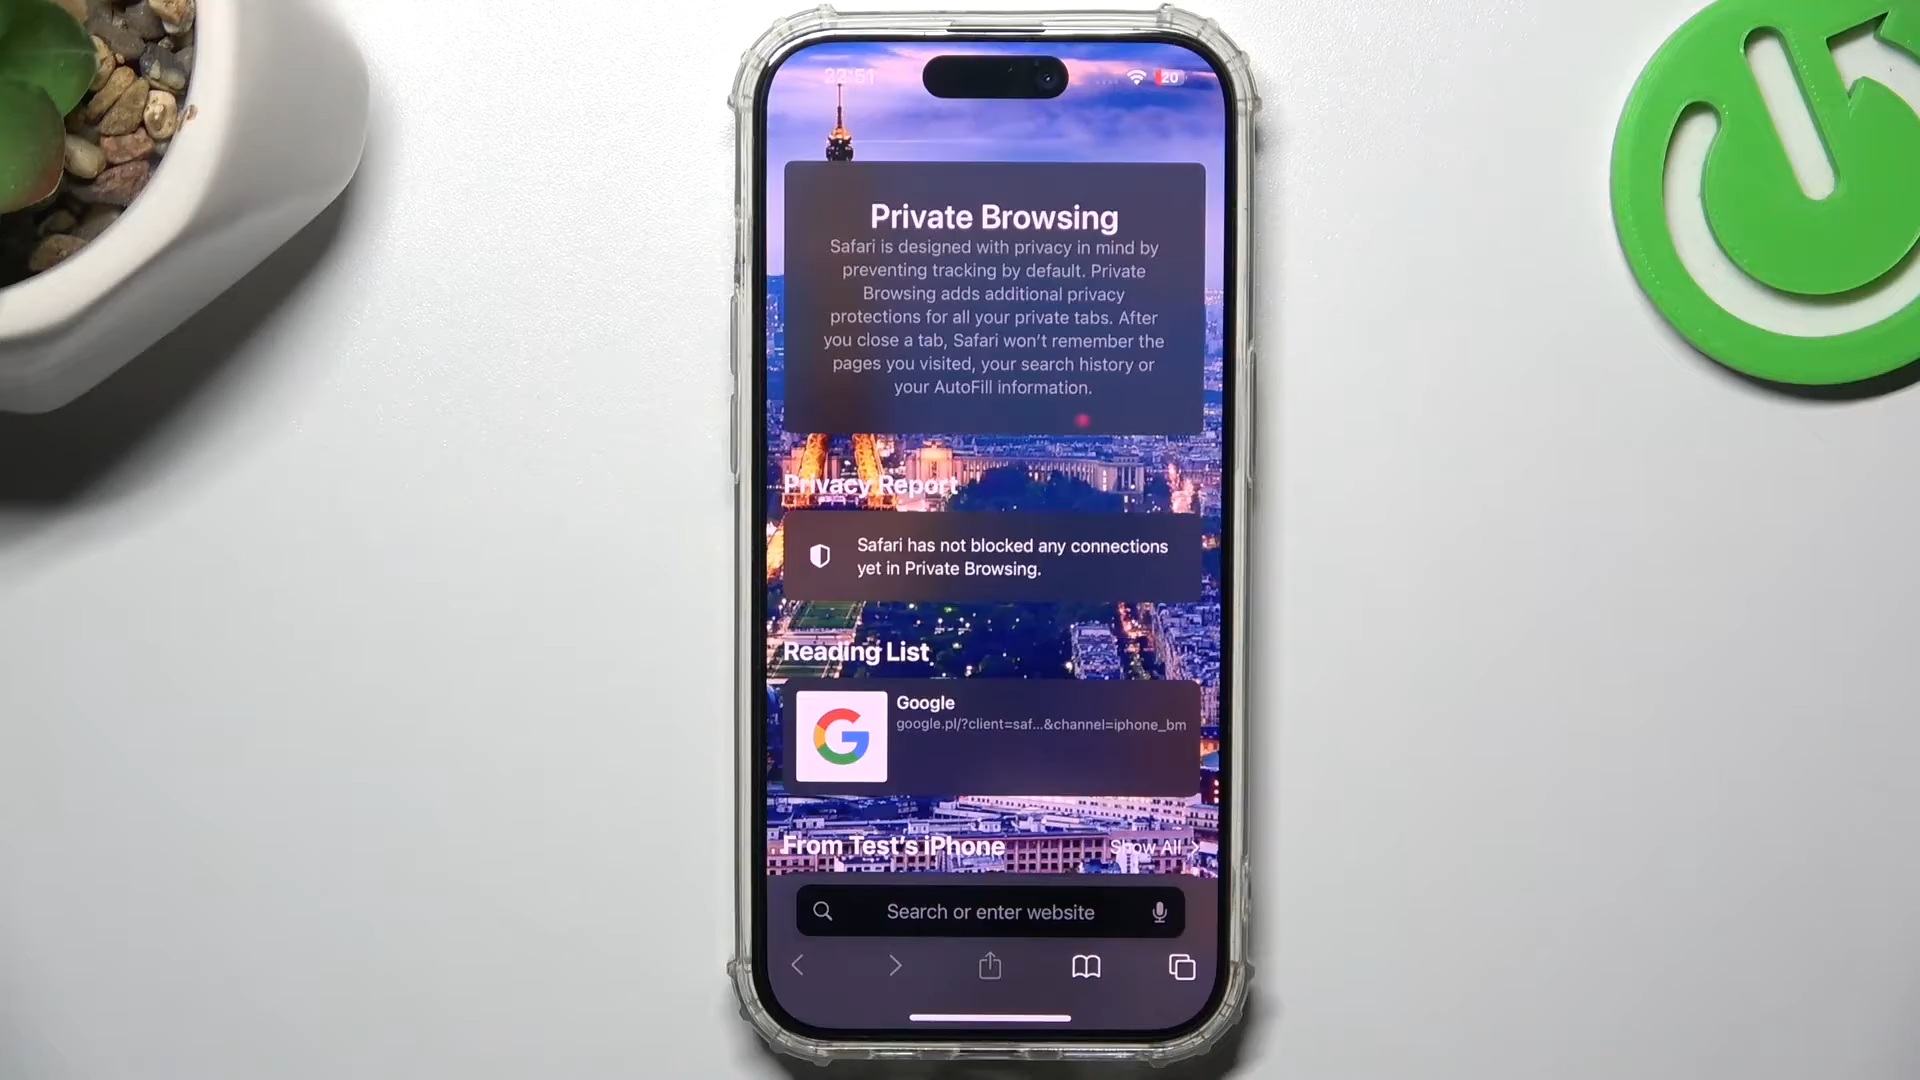 22:51
20
Private Browsing
Safari is designed with privacy in mind by
preventing tracking by default. Private
Browsing adds additional privacy
protections for all your private tabs. After
you close a tab, Safari won't remember the
pages you visited, your search history or
your AutoFill information.
Privacy Report
Safari has not blocked any connections
yet in Private Browsing.
Reading List
Google
google.pl/?client=saf...&channel=iphone_bm
From Test's iPhone
Show All
Search or enter website